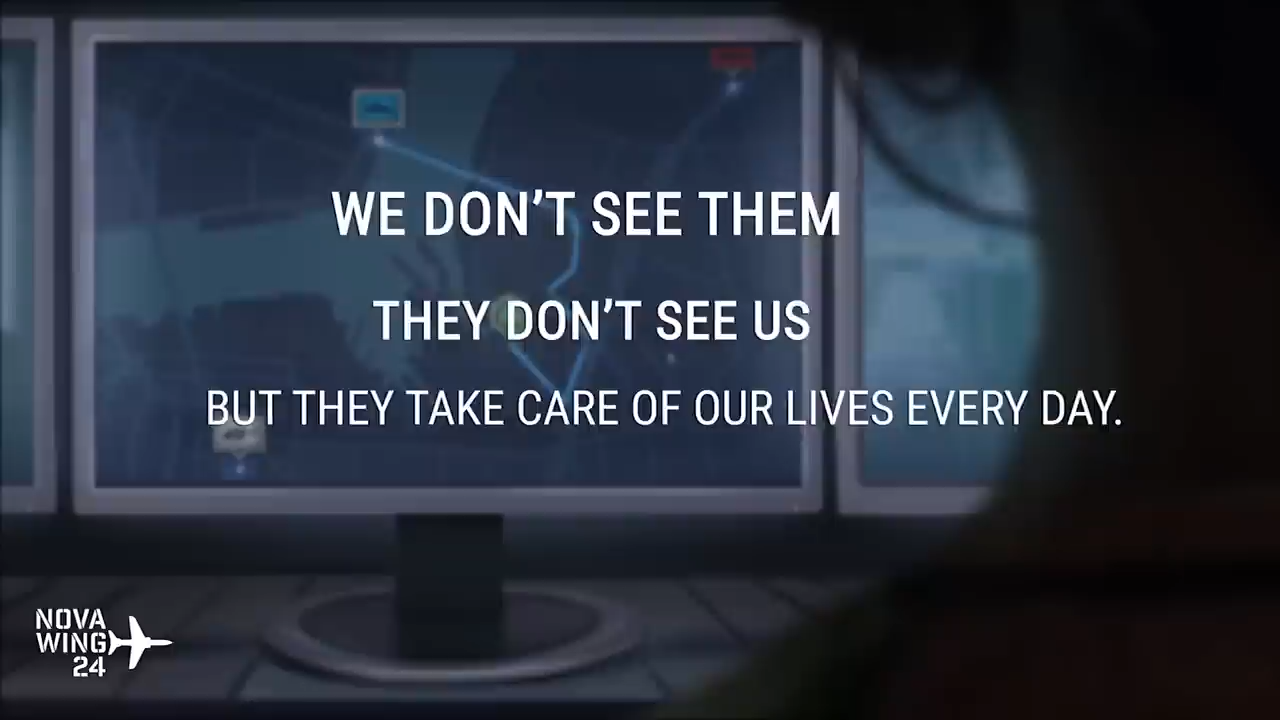 WE DON’T SEE THEM
THEY DON’T SEE US
BUT THEY TAKE CARE OF OUR LIVES EVERY DAY.
NOVA
WING
24